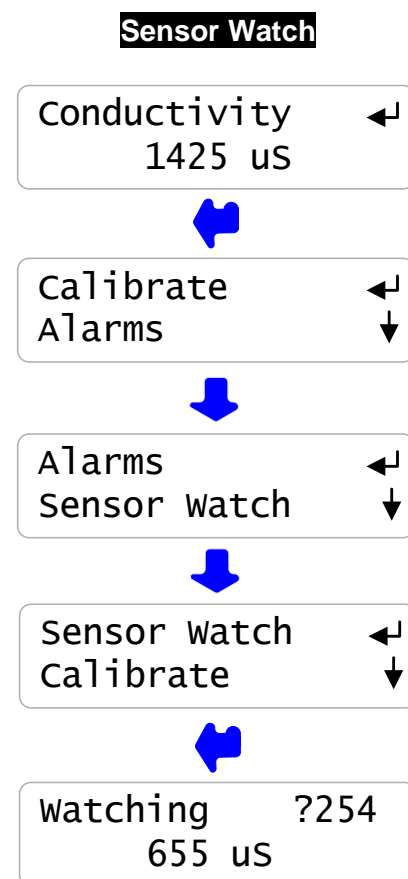 Sensor Watch
Conductivity ↵
1425 uS
Calibrate ↵
Alarms ↓
Alarms ↵
Sensor Watch ↓
Sensor Watch ↵
Calibrate ↓
Watching ?254
655 uS